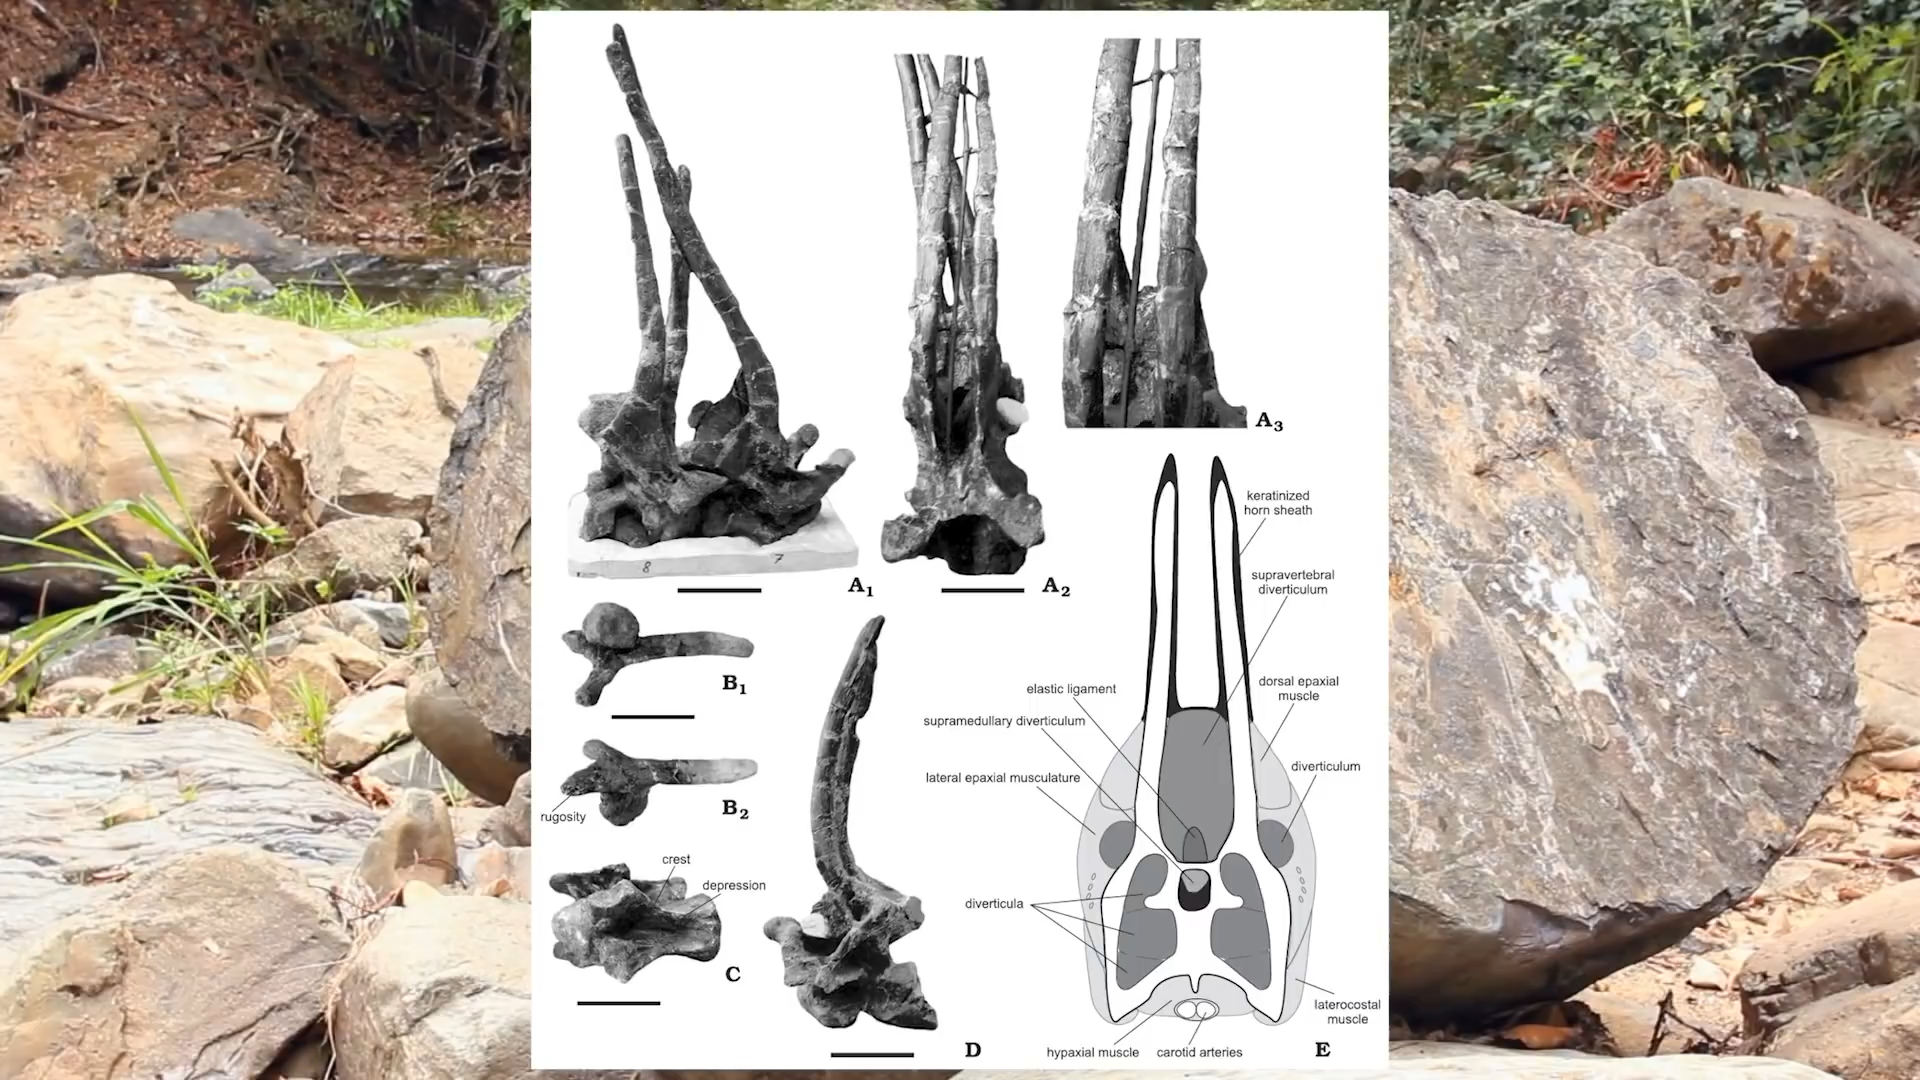 8
7
A1
A2
A3
B1
rugosity
B2
crest
depression
C
D
keratinized
horn sheath
supravertebral
diverticulum
elastic ligament
dorsal epaxial
muscle
supramedullary diverticulum
lateral epaxial musculature
diverticulum
diverticula
laterocostal
muscle
hypaxial muscle
carotid arteries
E